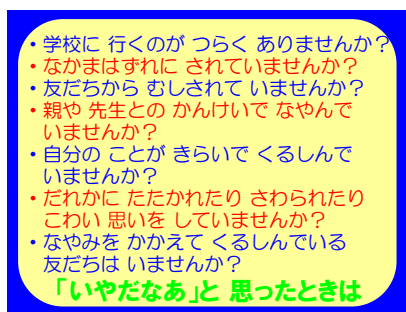 ・学校に 行くのが つらく ありませんか？
・なかまはずれに されていませんか？
・友だちから むしされて いませんか？
・親や 先生との かんけいで なやんで
いませんか？
・自分の ことが きらいで くるしんで
いませんか？
・だれかに たたかれたり さわられたり
こわい 思いを していませんか？
・なやみを かかえて くるしんでいる
友だちは いませんか？
「いやだなあ」と 思ったときは